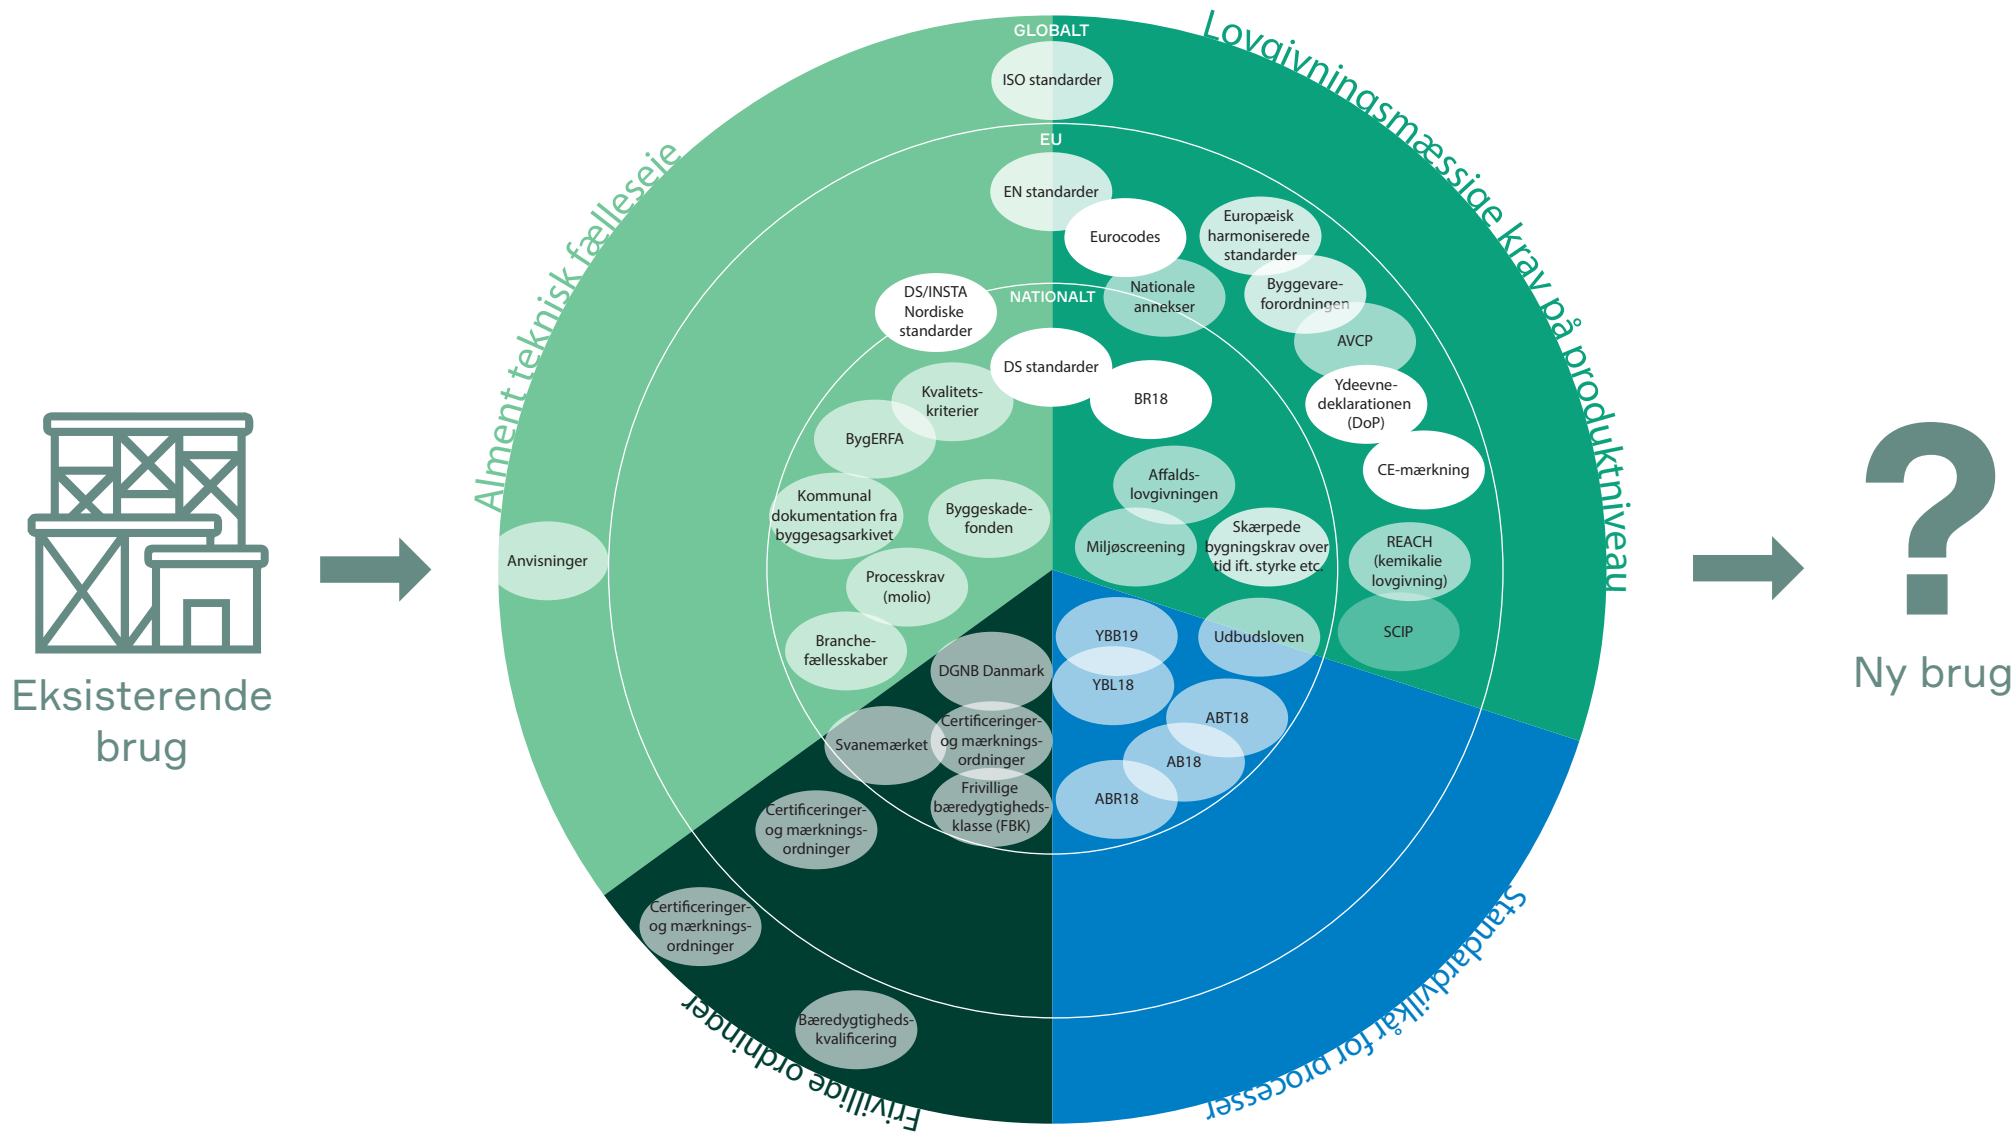 GLOBALT
ISO standarder
EU
EN standarder
Eurocodes
Europæisk
harmoniserede
standarder
Nationale
annekser
Byggevare-
forordningen
AVCP
Ydeevne-
deklarationen
(DoP)
CE-mærkning
REACH
(kemikalie
lovgivning)
SCIP
NATIONALT
DS/INSTA
Nordiske
standarder
DS standarder
BR18
Kvalitets-
kriterier
BygERFA
Kommunal
dokumentation fra
byggesagsarkivet
Byggeskade-
fonden
Processkrav
(molio)
Branche-
fællesskaber
Anvisninger
Affalds-
lovgivningen
Miljøscreening
Skærpede
bygningskrav over
tid ift. styrke etc.
Udbudsloven
YBB19
YBL18
ABT18
AB18
ABR18
DGNB Danmark
Certificeringer-
og mærknings-
ordninger
Svanemærket
Frivillige
bæredygtigheds-
klasse (FBK)
Certificeringer-
og mærknings-
ordninger
Certificeringer-
og mærknings-
ordninger
Bæredygtigheds-
kvalificering
Alment teknisk fælleseje
Lovgivningsmæssige krav på produktniveau
Standardvilkår for processer
Frivillige ordninger
Eksisterende
brug
?
Ny brug